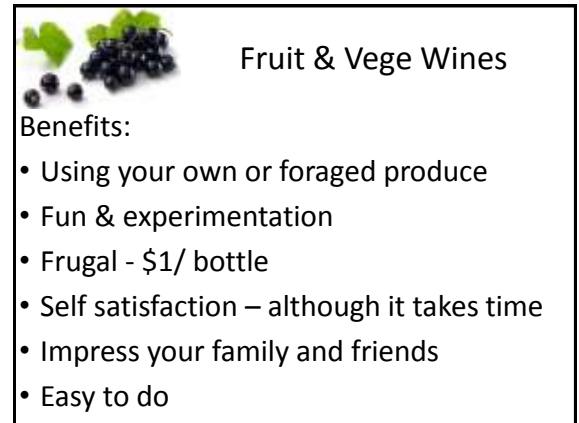 Fruit & Vege Wines
Benefits:
• Using your own or foraged produce
• Fun & experimentation
• Frugal - $1/ bottle
• Self satisfaction – although it takes time
• Impress your family and friends
• Easy to do